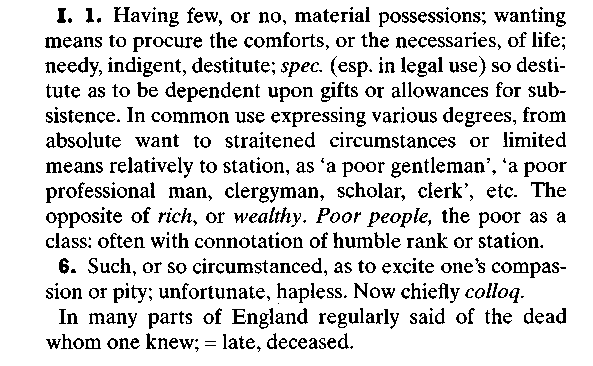 I. 1. Having few, or no, material possessions; wanting
means to procure the comforts, or the necessaries, of life;
needy, indigent, destitute; spec. (esp. in legal use) so desti-
tute as to be dependent upon gifts or allowances for sub-
sistence. In common use expressing various degrees, from
absolute want to straitened circumstances or limited
means relatively to station, as ‘a poor gentleman’, ‘a poor
professional man, clergyman, scholar, clerk’, etc. The
opposite of rich, or wealthy. Poor people, the poor as a
class: often with connotation of humble rank or station.
6. Such, or so circumstanced, as to excite one’s compas-
sion or pity; unfortunate, hapless. Now chiefly colloq.
In many parts of England regularly said of the dead
whom one knew; = late, deceased.